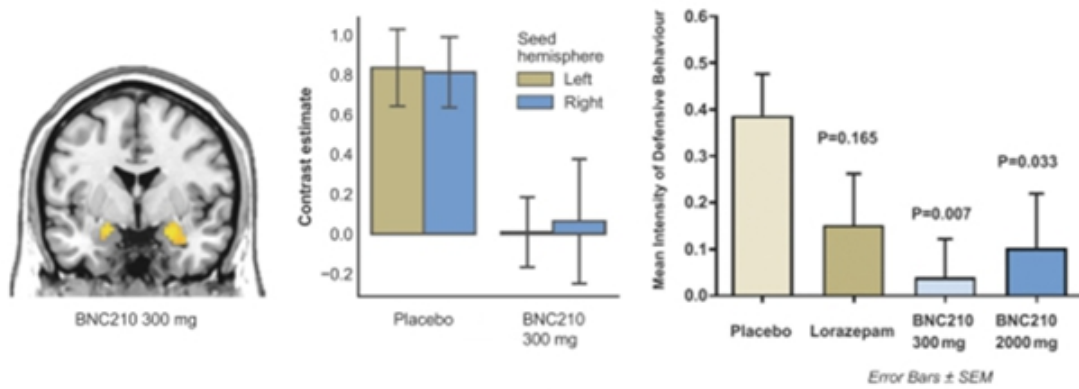 BNC210 300 mg
Contrast estimate
1.0
0.8
0.6
0.4
0.2
0.0
−0.2
Seed
hemisphere
Left
Right
Placebo
BNC210
300 mg
Mean Intensity of Defensive Behaviour
0.6
0.5
0.4
0.3
0.2
0.1
0.0
P=0.165
P=0.007
P=0.033
Placebo
Lorazepam
BNC210
300 mg
BNC210
2000 mg
Error Bars ± SEM